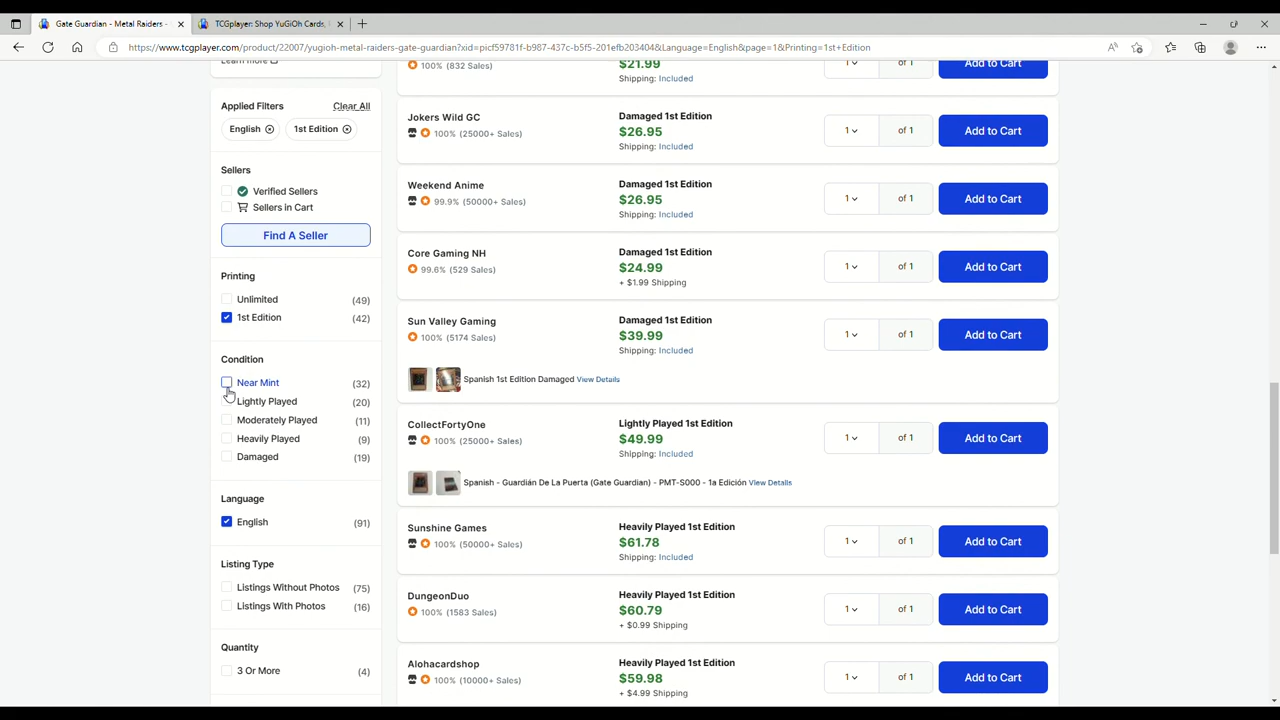 Gate Guardian - Metal Raiders -
TCGplayer: Shop YuGiOh Cards,
https://www.tcgplayer.com/product/22007/yugioh-metal-raiders-gate-guardian?xid=picf59781f-b987-437c-b5f5-201efb203404&Language=English&page=1&Printing=1st+Edition
Learn more
Applied Filters Clear All
English 1st Edition
Sellers
Verified Sellers
Sellers in Cart
Find A Seller
Printing
Unlimited (49)
1st Edition (42)
Condition
Near Mint (32)
Lightly Played (20)
Moderately Played (11)
Heavily Played (9)
Damaged (19)
Language
English (91)
Listing Type
Listings Without Photos (75)
Listings With Photos (16)
Quantity
3 Or More (4)
100% (832 Sales) $21.99 1 of 1 Add to Cart
Shipping: Included
Jokers Wild GC Damaged 1st Edition
100% (25000+ Sales) $26.95 1 of 1 Add to Cart
Shipping: Included
Weekend Anime Damaged 1st Edition
99.9% (50000+ Sales) $26.95 1 of 1 Add to Cart
Shipping: Included
Core Gaming NH Damaged 1st Edition
99.6% (529 Sales) $24.99 1 of 1 Add to Cart
+ $1.99 Shipping
Sun Valley Gaming Damaged 1st Edition
100% (5174 Sales) $39.99 1 of 1 Add to Cart
Shipping: Included
Spanish 1st Edition Damaged View Details
CollectFortyOne Lightly Played 1st Edition
100% (25000+ Sales) $49.99 1 of 1 Add to Cart
Shipping: Included
Spanish - Guardián De La Puerta (Gate Guardian) - PMT-S000 - 1a Edición View Details
Sunshine Games Heavily Played 1st Edition
100% (50000+ Sales) $61.78 1 of 1 Add to Cart
Shipping: Included
DungeonDuo Heavily Played 1st Edition
100% (1583 Sales) $60.79 1 of 1 Add to Cart
+ $0.99 Shipping
Alohacardshop Heavily Played 1st Edition
100% (10000+ Sales) $59.98 1 of 1 Add to Cart
+ $4.99 Shipping